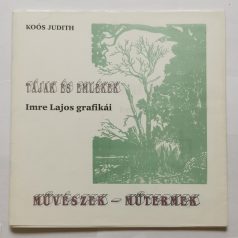 KOÓS JUDITH
TÁJAK ÉS EMLÉKEK
Imre Lajos grafikái
MŰVÉSZEK – MŰTERMEK